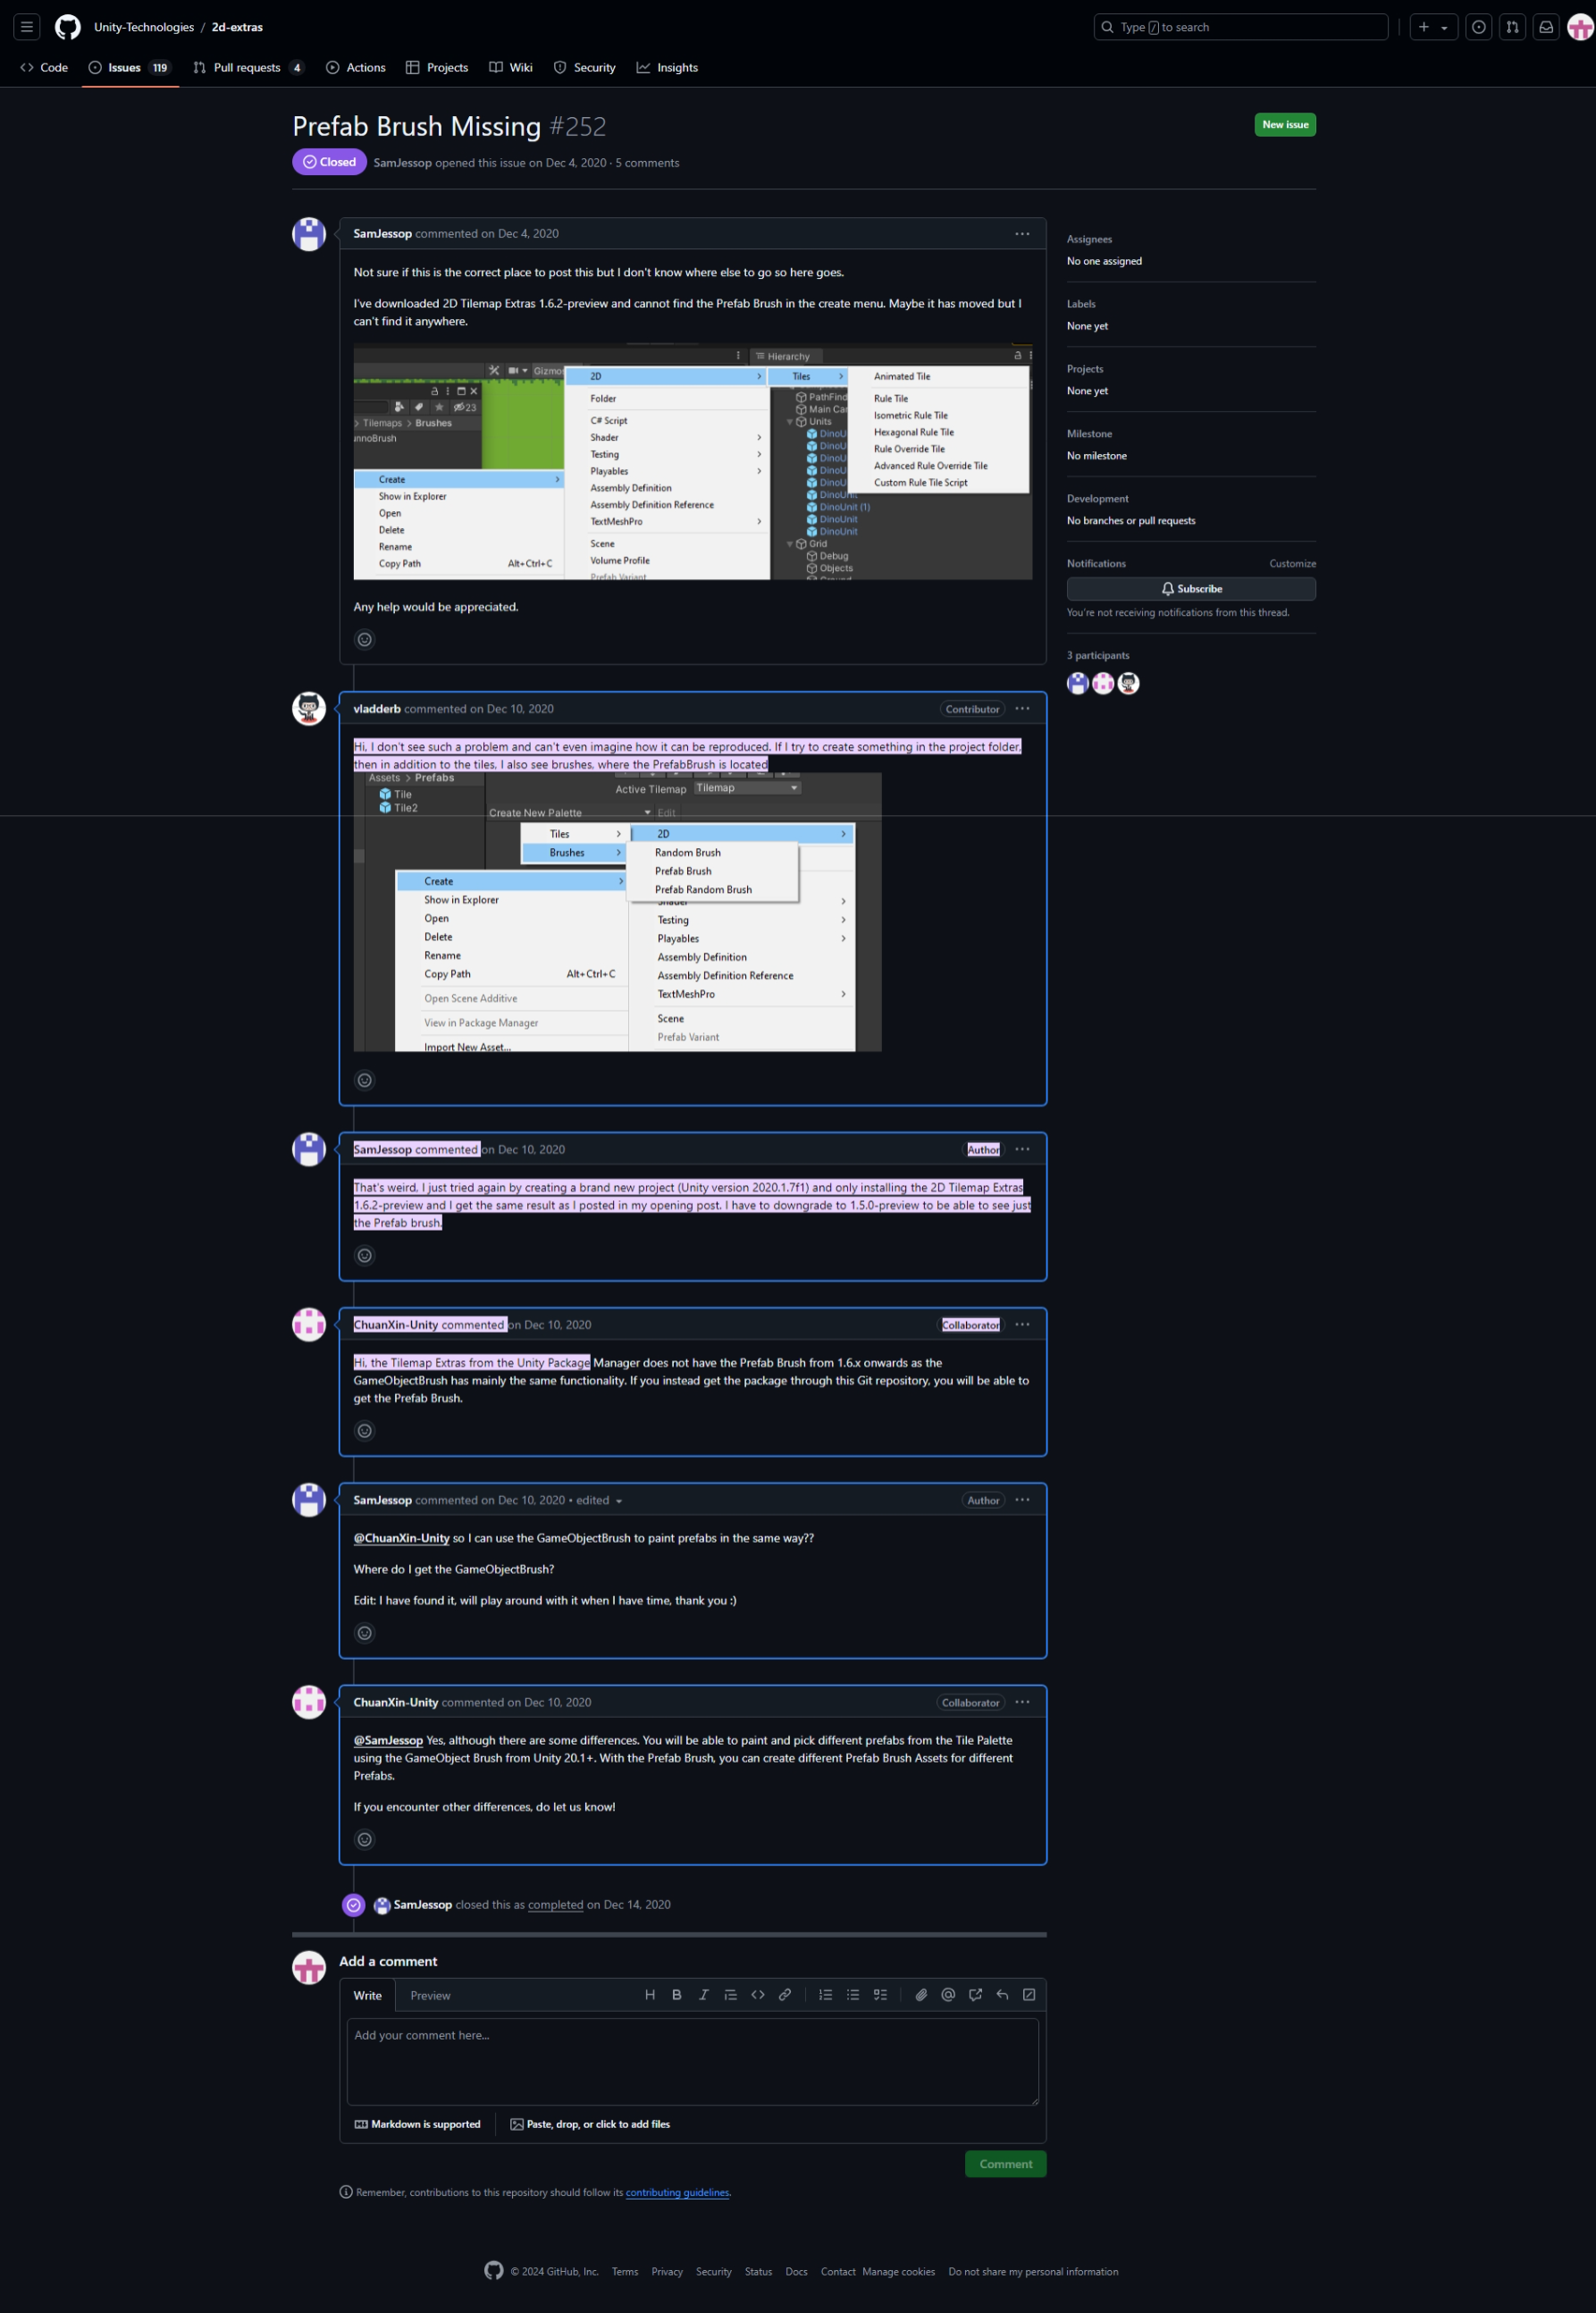 Unity-Technologies / 2d-extras
Type / to search
Code
Issues 119
Pull requests 4
Actions
Projects
Wiki
Security
Insights
Prefab Brush Missing #252
New issue
Closed
SamJessop opened this issue on Dec 4, 2020 · 5 comments
SamJessop commented on Dec 4, 2020
Not sure if this is the correct place to post this but I don't know where else to go so here goes.
I've downloaded 2D Tilemap Extras 1.6.2-preview and cannot find the Prefab Brush in the create menu. Maybe it has moved but I
can't find it anywhere.
Hierarchy
Gizmo
23
Tilemaps > Brushes
nnoBrush
Create
Show in Explorer
Open
Delete
Rename
Copy Path Alt+Ctrl+C
2D
Folder
C# Script
Shader
Testing
Playables
Assembly Definition
Assembly Definition Reference
TextMeshPro
Scene
Volume Profile
Prefab Variant
Tiles
PathFind
Main Ca
Units
DinoU
DinoU
DinoU
DinoU
DinoU
DinoUnit
DinoUnit (1)
DinoUnit
DinoUnit
Grid
Debug
Objects
Ground
Animated Tile
Rule Tile
Isometric Rule Tile
Hexagonal Rule Tile
Rule Override Tile
Advanced Rule Override Tile
Custom Rule Tile Script
Any help would be appreciated.
Assignees
No one assigned
Labels
None yet
Projects
None yet
Milestone
No milestone
Development
No branches or pull requests
Notifications Customize
Subscribe
You're not receiving notifications from this thread.
3 participants
vladderb commented on Dec 10, 2020 Contributor
Hi, I don't see such a problem and can't even imagine how it can be reproduced. If I try to create something in the project folder,
then in addition to the tiles, I also see brushes, where the PrefabBrush is located
Assets > Prefabs
Tile
Tile2
Active Tilemap Tilemap
Create New Palette Edit
Tiles
Brushes
2D
Random Brush
Prefab Brush
Prefab Random Brush
Create
Show in Explorer
Open
Delete
Rename
Copy Path Alt+Ctrl+C
Open Scene Additive
View in Package Manager
Import New Asset...
Shader
Testing
Playables
Assembly Definition
Assembly Definition Reference
TextMeshPro
Scene
Prefab Variant
SamJessop commented on Dec 10, 2020 Author
That's weird, I just tried again by creating a brand new project (Unity version 2020.1.7f1) and only installing the 2D Tilemap Extras
1.6.2-preview and I get the same result as I posted in my opening post. I have to downgrade to 1.5.0-preview to be able to see just
the Prefab brush.
ChuanXin-Unity commented on Dec 10, 2020 Collaborator
Hi, the Tilemap Extras from the Unity Package Manager does not have the Prefab Brush from 1.6.x onwards as the
GameObjectBrush has mainly the same functionality. If you instead get the package through this Git repository, you will be able to
get the Prefab Brush.
SamJessop commented on Dec 10, 2020 • edited Author
@ChuanXin-Unity so I can use the GameObjectBrush to paint prefabs in the same way??
Where do I get the GameObjectBrush?
Edit: I have found it, will play around with it when I have time, thank you :)
ChuanXin-Unity commented on Dec 10, 2020 Collaborator
@SamJessop Yes, although there are some differences. You will be able to paint and pick different prefabs from the Tile Palette
using the GameObject Brush from Unity 20.1+. With the Prefab Brush, you can create different Prefab Brush Assets for different
Prefabs.
If you encounter other differences, do let us know!
SamJessop closed this as completed on Dec 14, 2020
Add a comment
Write Preview
Add your comment here...
Markdown is supported
Paste, drop, or click to add files
Comment
Remember, contributions to this repository should follow its contributing guidelines.
© 2024 GitHub, Inc. Terms Privacy Security Status Docs Contact Manage cookies Do not share my personal information